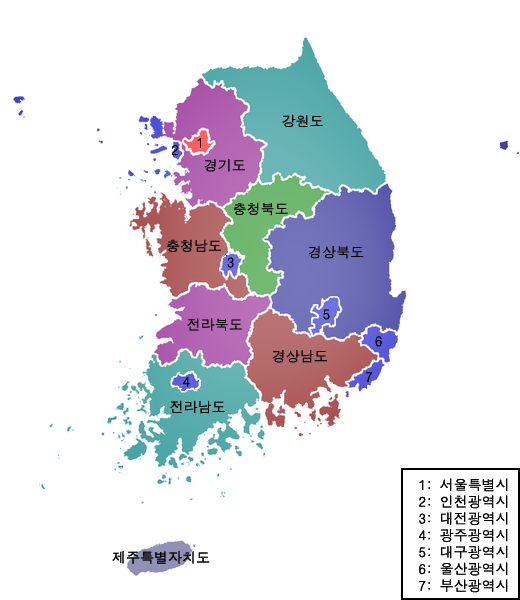 강원도
1
2
경기도
충청북도
충청남도
경상북도
3
5
전라북도
6
경상남도
7
4
전라남도
제주특별자치도
1: 서울특별시
2: 인천광역시
3: 대전광역시
4: 광주광역시
5: 대구광역시
6: 울산광역시
7: 부산광역시